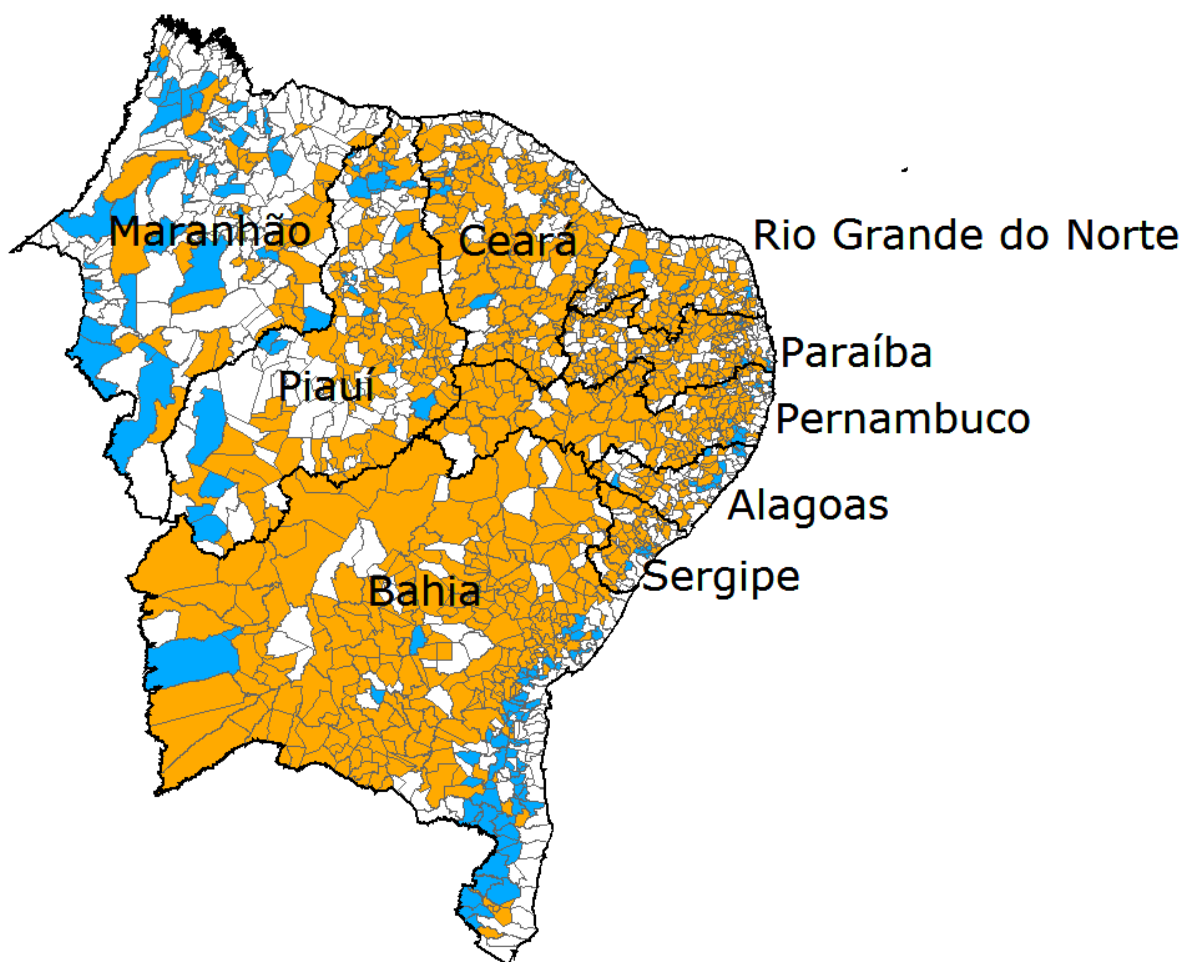 Maranhão
Ceará
Rio Grande do Norte
Paraíba
Piauí
Pernambuco
Alagoas
Sergipe
Bahia